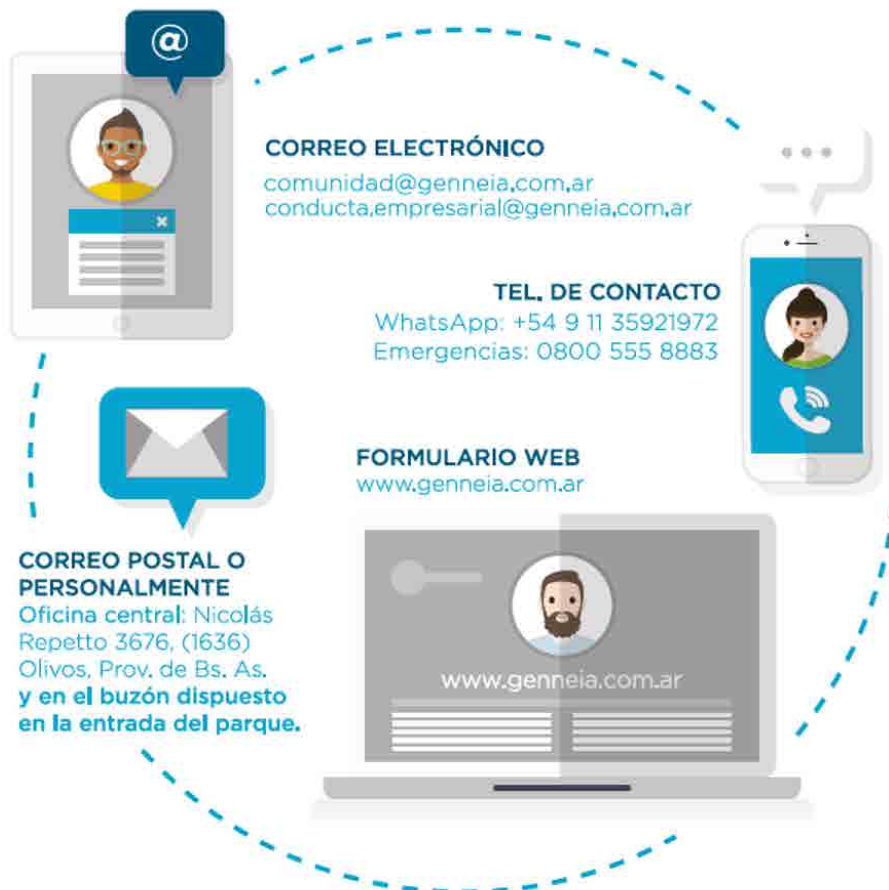 @
CORREO ELECTRÓNICO
comunidad@genneia.com.ar
conducta.empresarial@genneia.com.ar
TEL. DE CONTACTO
WhatsApp: +54 9 11 35921972
Emergencias: 0800 555 8883
FORMULARIO WEB
www.genneia.com.ar
CORREO POSTAL O
PERSONALMENTE
Oficina central: Nicolás
Repetto 3676, (1636)
Olivos, Prov. de Bs. As.
y en el buzón dispuesto
en la entrada del parque.
www.genneia.com.ar